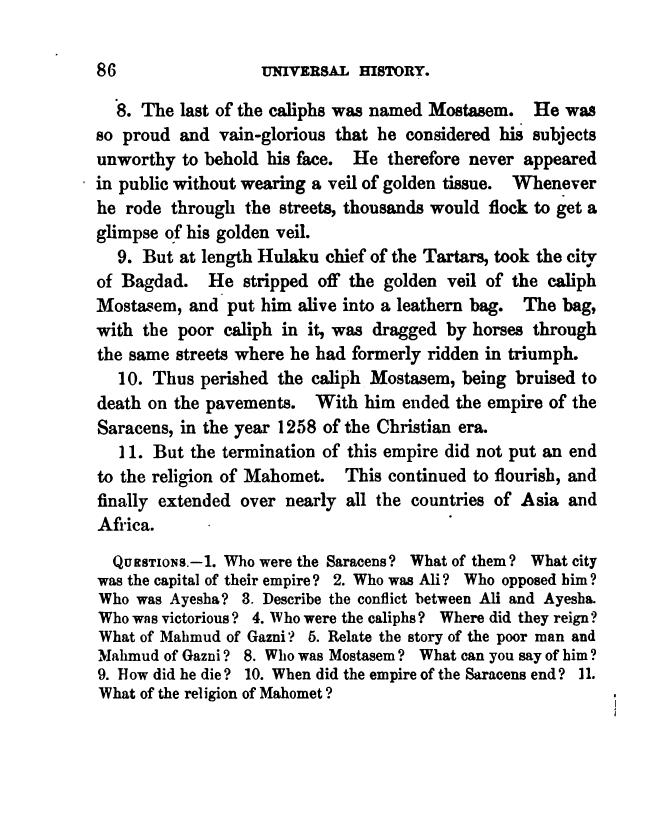 86 UNIVERSAL HISTORY.
8. The last of the caliphs was named Mostasem. He was
so proud and vain-glorious that he considered his subjects
unworthy to behold his face. He therefore never appeared
in public without wearing a veil of golden tissue. Whenever
he rode through the streets, thousands would flock to get a
glimpse of his golden veil.
9. But at length Hulaku chief of the Tartars, took the city
of Bagdad. He stripped off the golden veil of the caliph
Mostasem, and put him alive into a leathern bag. The bag,
with the poor caliph in it, was dragged by horses through
the same streets where he had formerly ridden in triumph.
10. Thus perished the caliph Mostasem, being bruised to
death on the pavements. With him ended the empire of the
Saracens, in the year 1258 of the Christian era.
11. But the termination of this empire did not put an end
to the religion of Mahomet. This continued to flourish, and
finally extended over nearly all the countries of Asia and
Africa.
QUESTIONS.—1. Who were the Saracens? What of them? What city
was the capital of their empire? 2. Who was Ali? Who opposed him?
Who was Ayesha? 3. Describe the conflict between Ali and Ayesha.
Who was victorious? 4. Who were the caliphs? Where did they reign?
What of Mahmud of Gazni? 5. Relate the story of the poor man and
Mahmud of Gazni? 8. Who was Mostasem? What can you say of him?
9. How did he die? 10. When did the empire of the Saracens end? 11.
What of the religion of Mahomet?